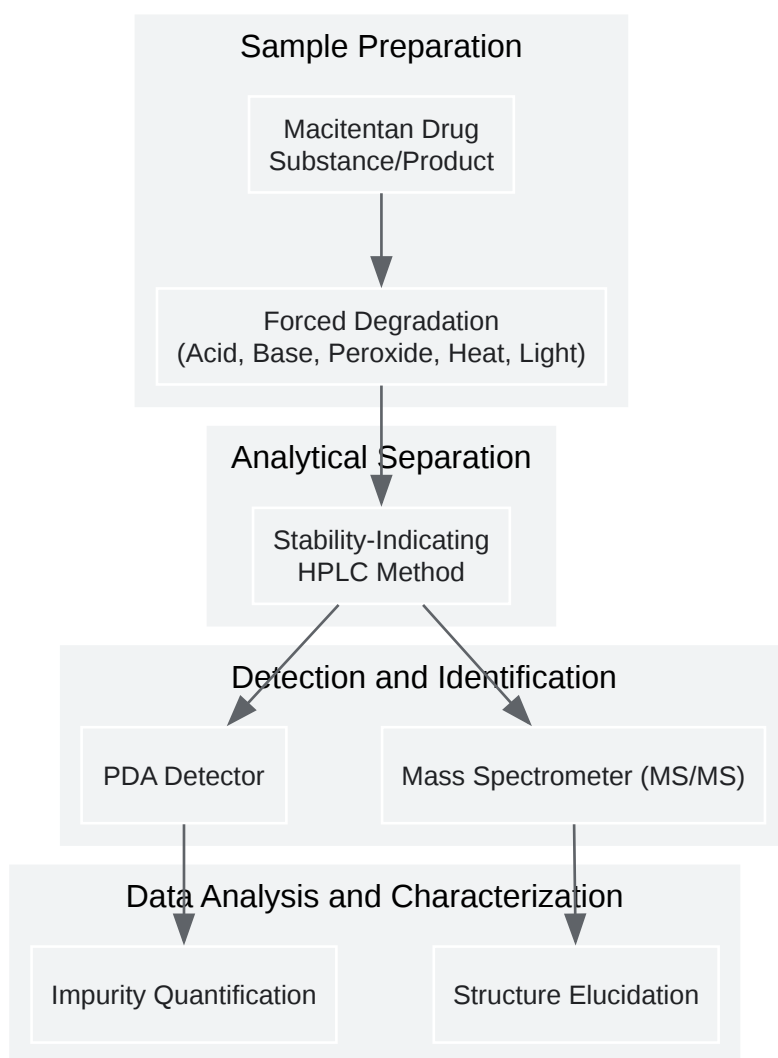 Sample Preparation
Macitentan Drug
Substance/Product
Forced Degradation
(Acid, Base, Peroxide, Heat, Light)
Analytical Separation
Stability-Indicating
HPLC Method
Detection and Identification
PDA Detector
Mass Spectrometer (MS/MS)
Data Analysis and Characterization
Impurity Quantification
Structure Elucidation